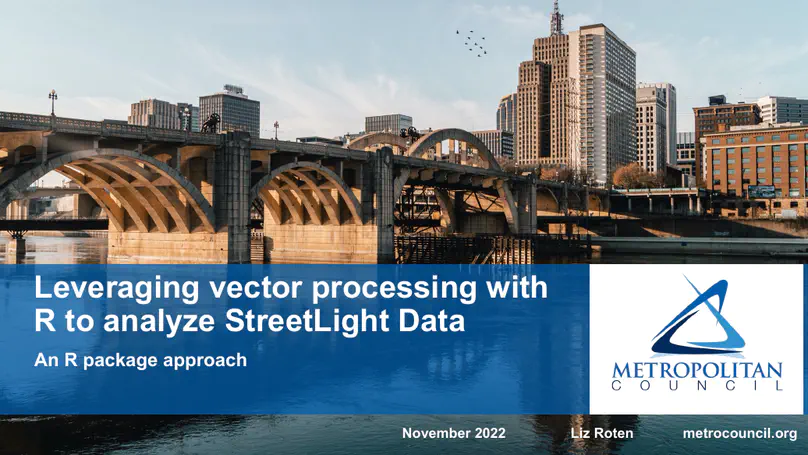 Leveraging vector processing with
R to analyze StreetLight Data
An R package approach
METROPOLITAN
COUNCIL
November 2022
Liz Roten
metrocouncil.org